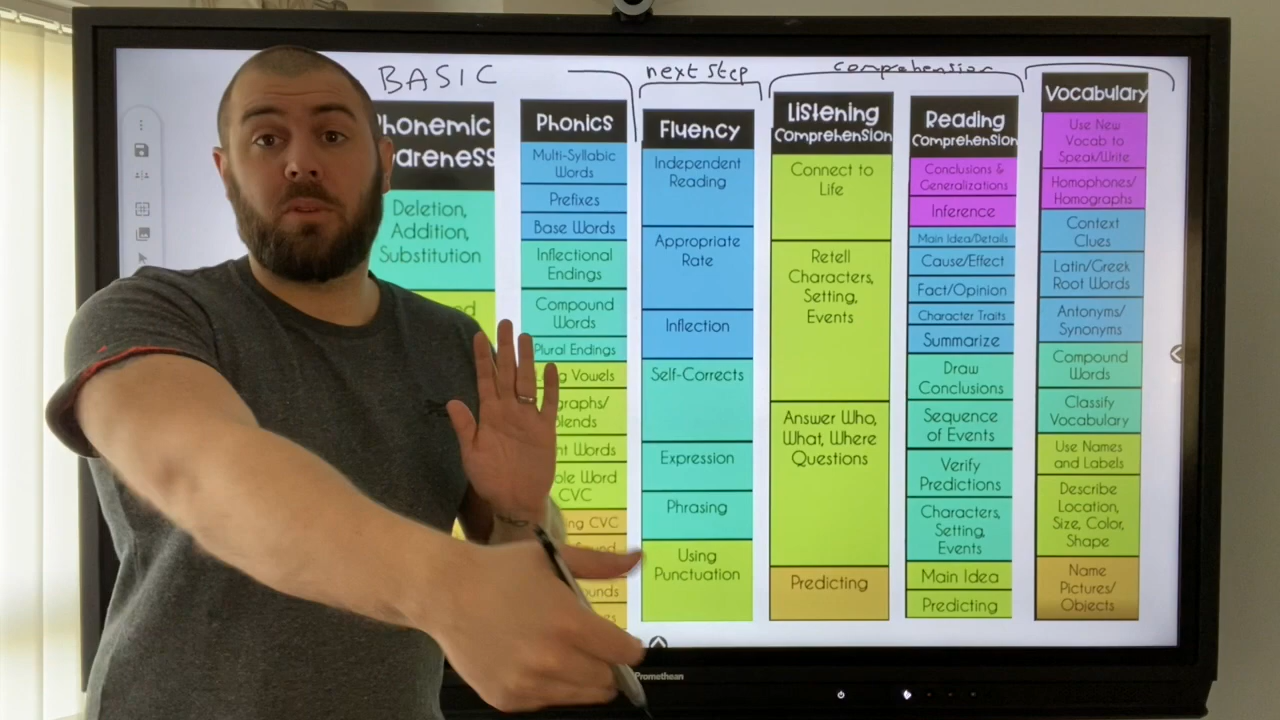 BASIC
next step
comprehension
Phonemic
Awareness
Deletion,
Addition,
Substitution
Phonics
Multi-Syllabic
Words
Prefixes
Base Words
Inflectional
Endings
Compound
Words
Plural Endings
Vowels
Words
CVC
CVC
Fluency
Independent
Reading
Appropriate
Rate
Inflection
Self-Corrects
Expression
Phrasing
Using
Punctuation
Listening
Comprehension
Connect to
Life
Retell
Characters,
Setting,
Events
Answer Who,
What, Where
Questions
Predicting
Reading
Comprehension
Conclusions &
Generalizations
Inference
Main Idea/Details
Cause/Effect
Fact/Opinion
Character Traits
Summarize
Draw
Conclusions
Sequence
of Events
Verify
Predictions
Characters,
Setting,
Events
Main Idea
Predicting
Vocabulary
Use New
Vocab to
Speak/Write
Homophones/
Homographs
Context
Clues
Latin/Greek
Root Words
Antonyms/
Synonyms
Compound
Words
Classify
Vocabulary
Use Names
and Labels
Describe
Location,
Size, Color,
Shape
Name
Pictures/
Objects
Promethean